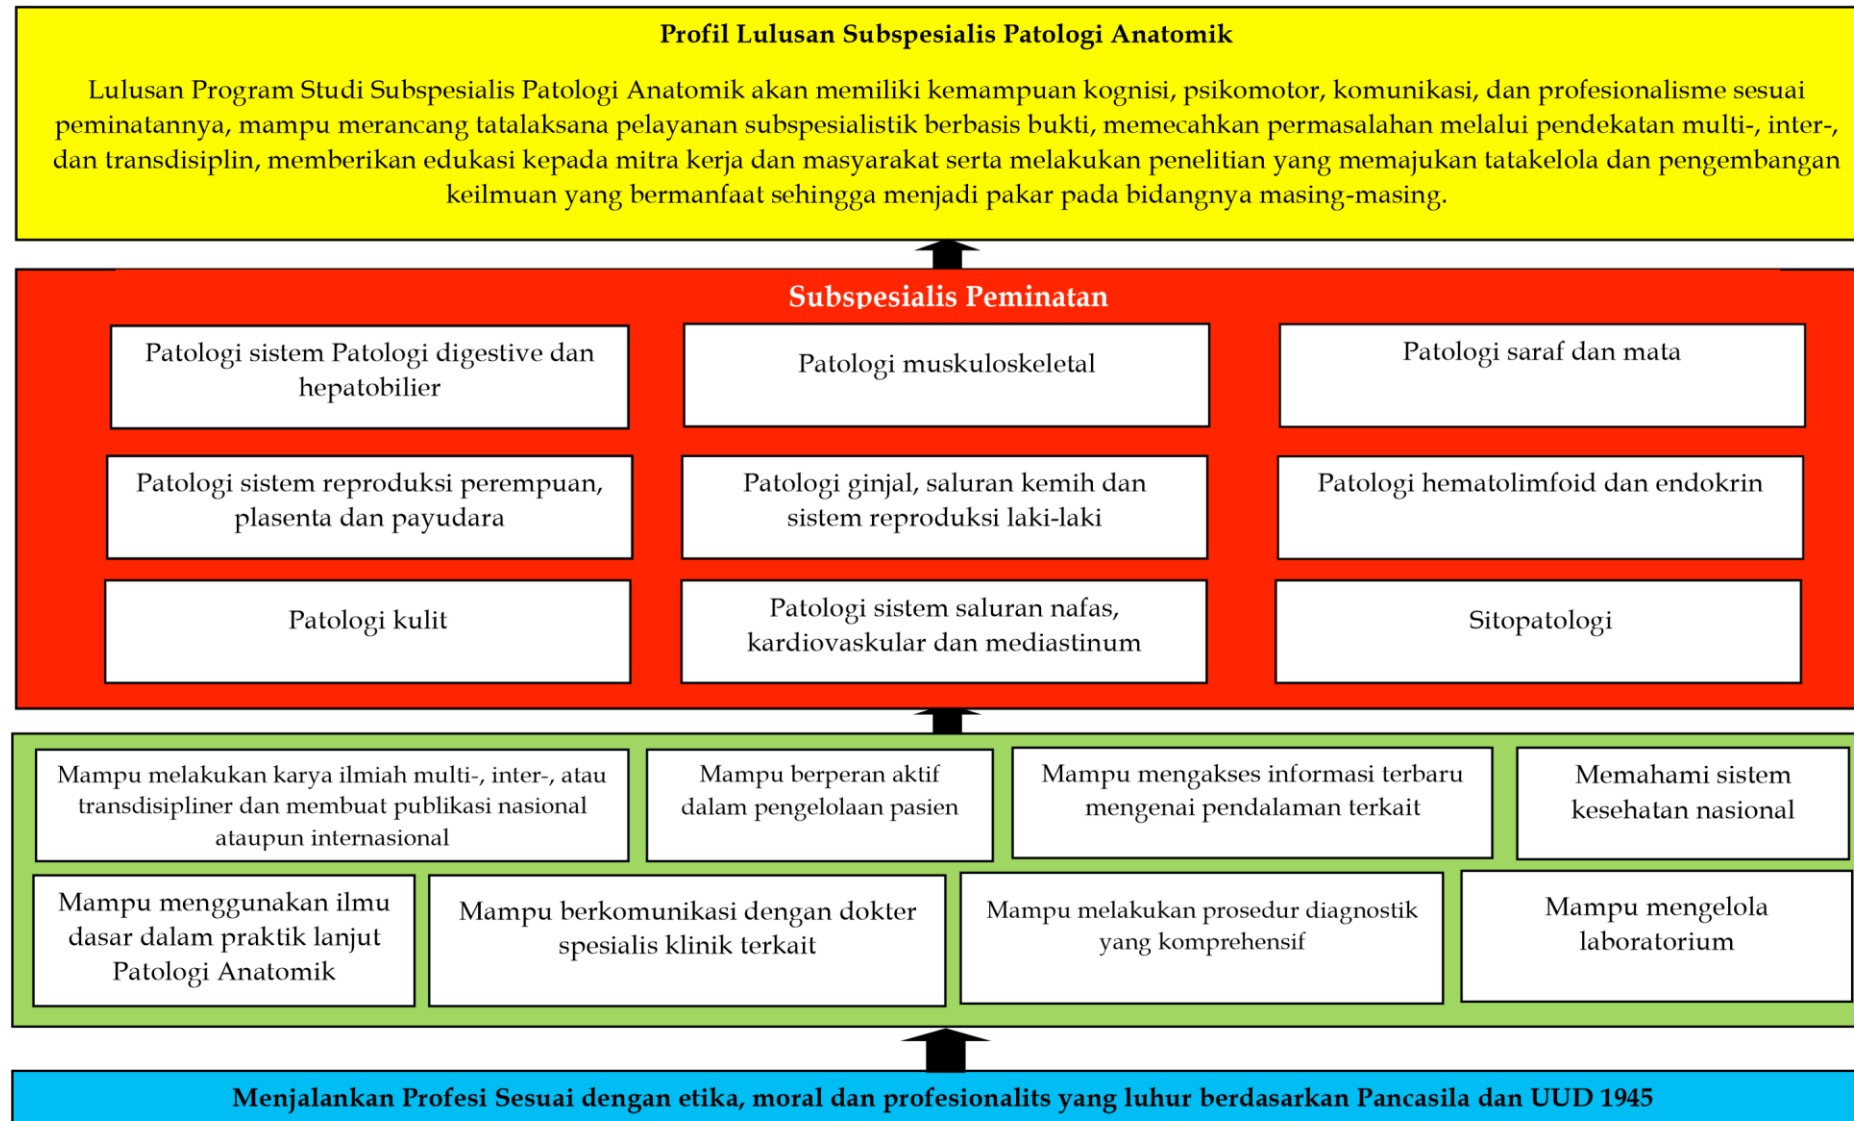 Profil Lulusan Subspesialis Patologi Anatomik
Lulusan Program Studi Subspesialis Patologi Anatomik akan memiliki kemampuan kognisi, psikomotor, komunikasi, dan profesionalisme sesuai
peminatannya, mampu merancang tatalaksana pelayanan subspesialistik berbasis bukti, memecahkan permasalahan melalui pendekatan multi-, inter-,
dan transdisiplin, memberikan edukasi kepada mitra kerja dan masyarakat serta melakukan penelitian yang memajukan tatakelola dan pengembangan
keilmuan yang bermanfaat sehingga menjadi pakar pada bidangnya masing-masing.
Subspesialis Peminatan
Patologi sistem Patologi digestive dan
hepatobilier
Patologi muskuloskeletal
Patologi saraf dan mata
Patologi sistem reproduksi perempuan,
plasenta dan payudara
Patologi ginjal, saluran kemih dan
sistem reproduksi laki-laki
Patologi hematolimfoid dan endokrin
Patologi kulit
Patologi sistem saluran nafas,
kardiovaskular dan mediastinum
Sitopatologi
Mampu melakukan karya ilmiah multi-, inter-, atau
transdisipliner dan membuat publikasi nasional
ataupun internasional
Mampu berperan aktif
dalam pengelolaan pasien
Mampu mengakses informasi terbaru
mengenai pendalaman terkait
Memahami sistem
kesehatan nasional
Mampu menggunakan ilmu
dasar dalam praktik lanjut
Patologi Anatomik
Mampu berkomunikasi dengan dokter
spesialis klinik terkait
Mampu melakukan prosedur diagnostik
yang komprehensif
Mampu mengelola
laboratorium
Menjalankan Profesi Sesuai dengan etika, moral dan profesionalits yang luhur berdasarkan Pancasila dan UUD 1945